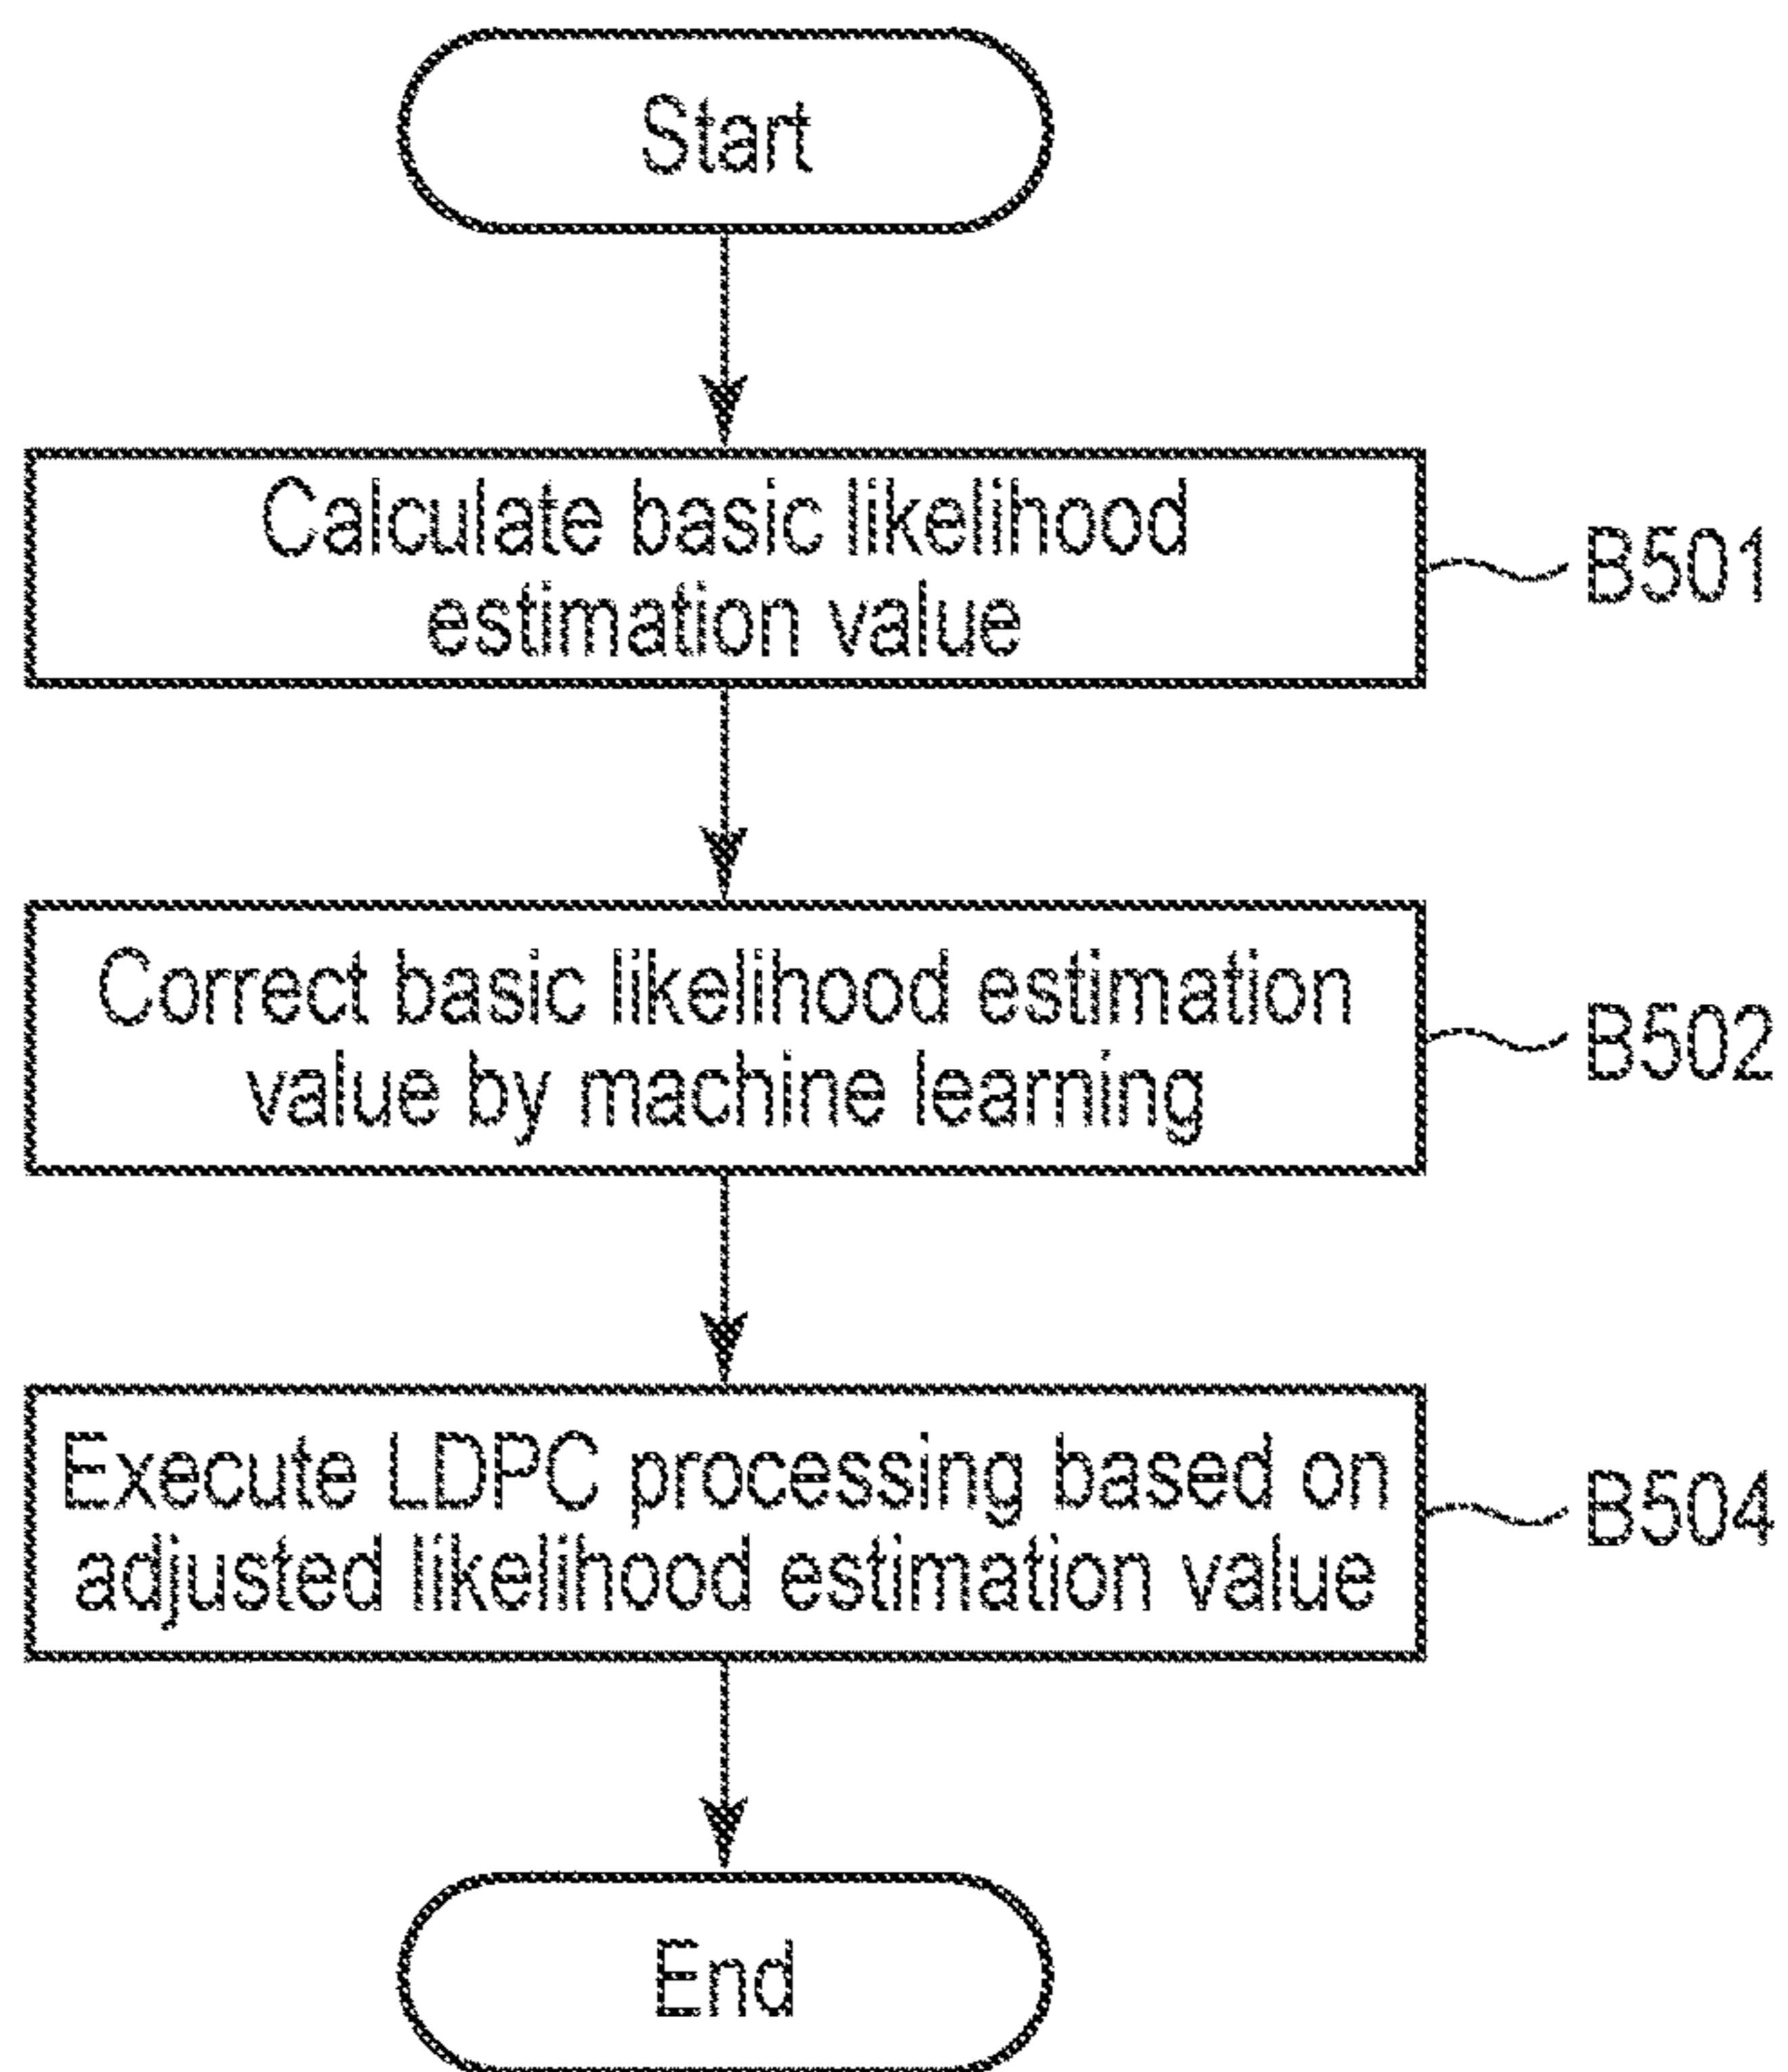 Start
Calculate basic likelihood
estimation value
B501
Correct basic likelihood estimation
value by machine learning
B502
Execute LDPC processing based on
adjusted likelihood estimation value
B504
End